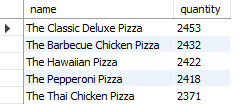 name quantity
The Classic Deluxe Pizza 2453
The Barbecue Chicken Pizza 2432
The Hawaiian Pizza 2422
The Pepperoni Pizza 2418
The Thai Chicken Pizza 2371